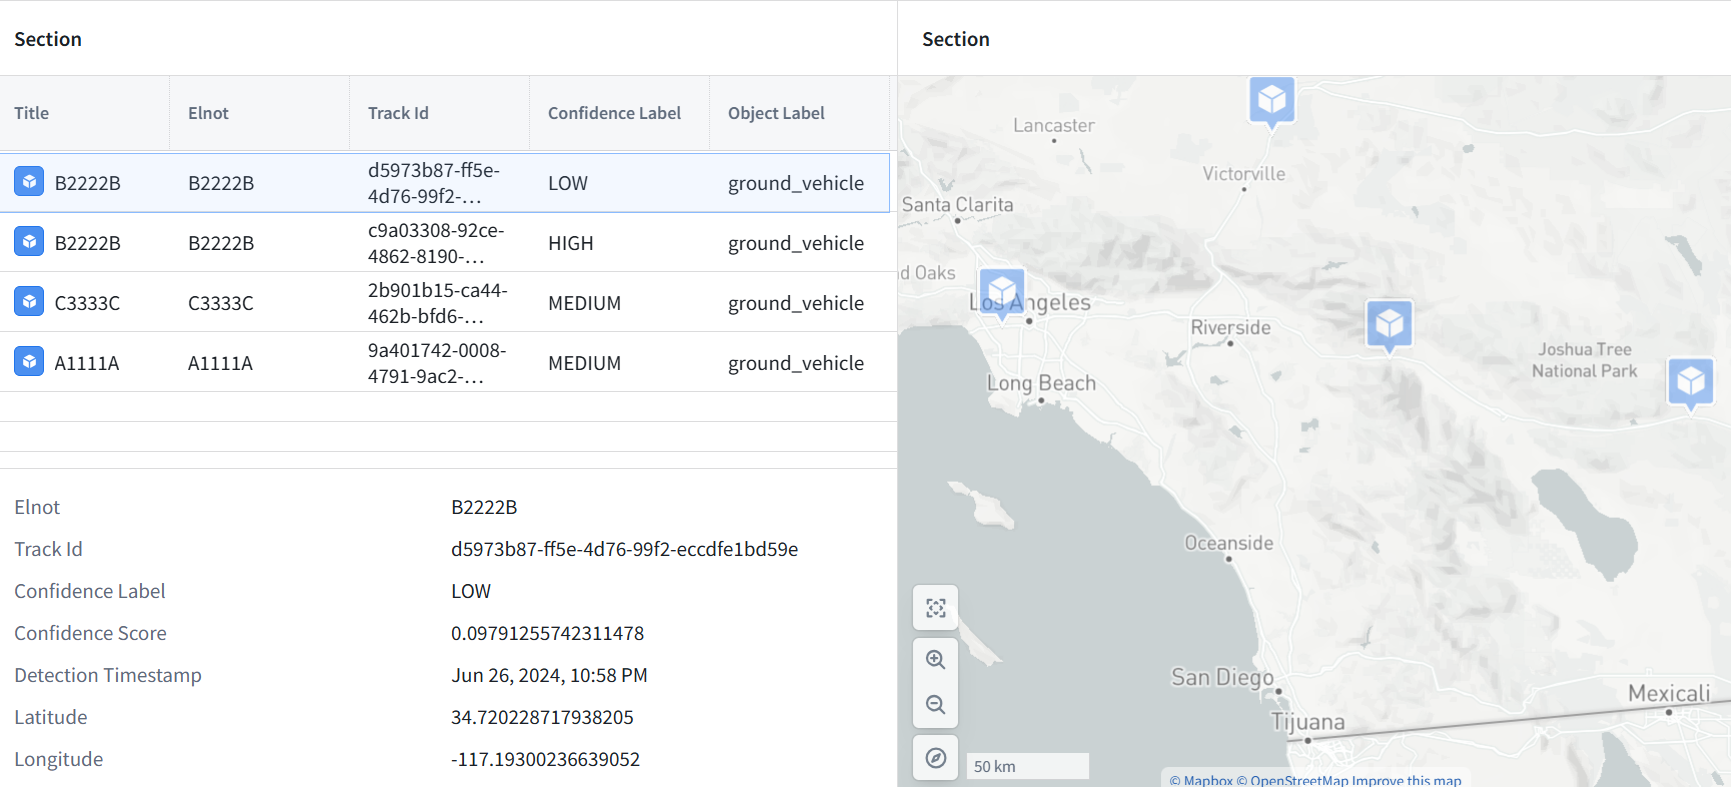 Section
Title Elnot Track Id Confidence Label Object Label
B2222B B2222B d5973b87-ff5e-4d76-99f2-… LOW ground_vehicle
B2222B B2222B c9a03308-92ce-4862-8190-… HIGH ground_vehicle
C3333C C3333C 2b901b15-ca44-462b-bfd6-… MEDIUM ground_vehicle
A1111A A1111A 9a401742-0008-4791-9ac2-… MEDIUM ground_vehicle
Elnot B2222B
Track Id d5973b87-ff5e-4d76-99f2-eccdfe1bd59e
Confidence Label LOW
Confidence Score 0.09791255742311478
Detection Timestamp Jun 26, 2024, 10:58 PM
Latitude 34.720228717938205
Longitude -117.19300236639052
Section
Lancaster
Victorville
Santa Clarita
d Oaks
Los Angeles
Riverside
Joshua Tree
National Park
Long Beach
Oceanside
San Diego
Mexicali
Tijuana
50 km
© Mapbox © OpenStreetMap Improve this map